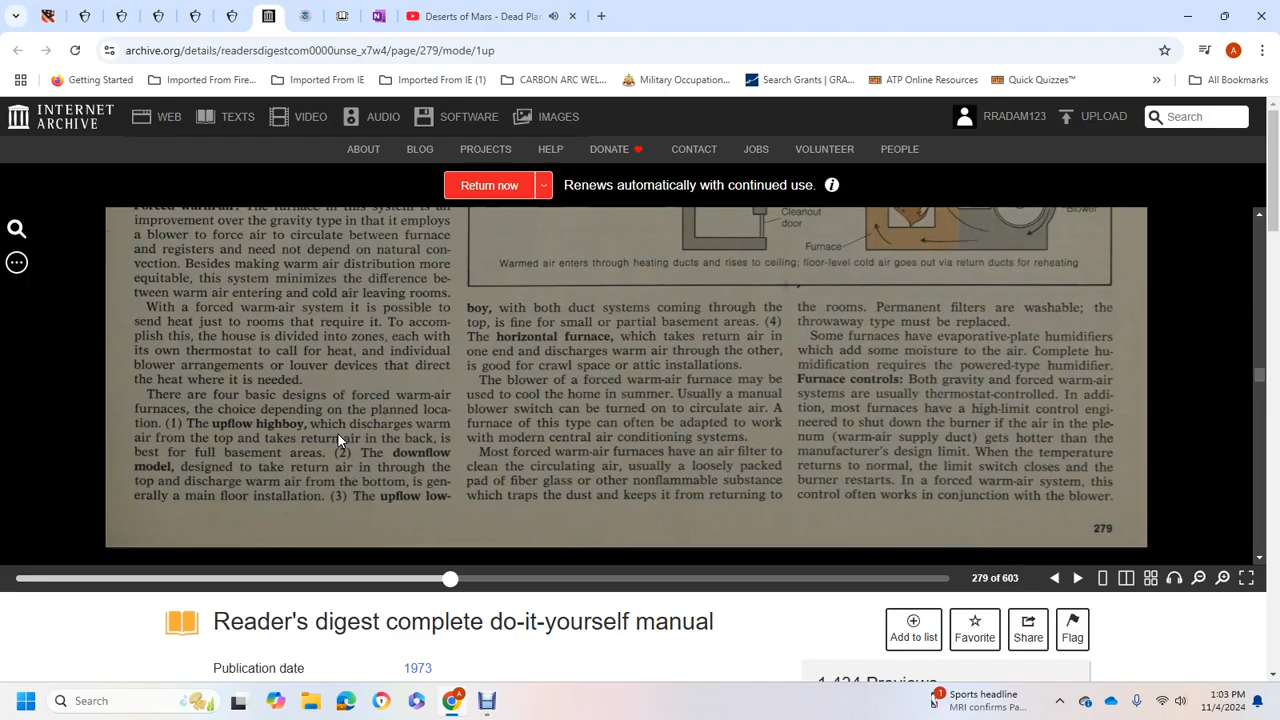 Deserts of Mars - Dead Plan
archive.org/details/readersdigestcom0000unse_x7w4/page/279/mode/1up
A
Getting Started
Imported From Fire...
Imported From IE
Imported From IE (1)
CARBON ARC WEL...
Military Occupation...
Search Grants | GRA...
ATP Online Resources
Quick Quizzes™
»
All Bookmarks
INTERNET
ARCHIVE
WEB
TEXTS
VIDEO
AUDIO
SOFTWARE
IMAGES
RRADAM123
UPLOAD
Search
ABOUT
BLOG
PROJECTS
HELP
DONATE
CONTACT
JOBS
VOLUNTEER
PEOPLE
Return now
Renews automatically with continued use.
Forced warm-air: The furnace in this system is an
improvement over the gravity type in that it employs
a blower to force air to circulate between furnace
and registers and need not depend on natural con-
vection. Besides making warm air distribution more
equitable, this system minimizes the difference be-
tween warm air entering and cold air leaving rooms.
With a forced warm-air system it is possible to
send heat just to rooms that require it. To accom-
plish this, the house is divided into zones, each with
its own thermostat to call for heat, and individual
blower arrangements or louver devices that direct
the heat where it is needed.
There are four basic designs of forced warm-air
furnaces, the choice depending on the planned loca-
tion. (1) The upflow highboy, which discharges warm
air from the top and takes return air in the back, is
best for full basement areas. (2) The downflow
model, designed to take return air in through the
top and discharge warm air from the bottom, is gen-
erally a main floor installation. (3) The upflow low-
Cleanout
door
Furnace
Blower
Warmed air enters through heating ducts and rises to ceiling; floor-level cold air goes out via return ducts for reheating
boy, with both duct systems coming through the
top, is fine for small or partial basement areas. (4)
The horizontal furnace, which takes return air in
one end and discharges warm air through the other,
is good for crawl space or attic installations.
The blower of a forced warm-air furnace may be
used to cool the home in summer. Usually a manual
blower switch can be turned on to circulate air. A
furnace of this type can often be adapted to work
with modern central air conditioning systems.
Most forced warm-air furnaces have an air filter to
clean the circulating air, usually a loosely packed
pad of fiber glass or other nonflammable substance
which traps the dust and keeps it from returning to
the rooms. Permanent filters are washable; the
throwaway type must be replaced.
Some furnaces have evaporative-plate humidifiers
which add some moisture to the air. Complete hu-
midification requires the powered-type humidifier.
Furnace controls: Both gravity and forced warm-air
systems are usually thermostat-controlled. In addi-
tion, most furnaces have a high-limit control engi-
neered to shut down the burner if the air in the ple-
num (warm-air supply duct) gets hotter than the
manufacturer's design limit. When the temperature
returns to normal, the limit switch closes and the
burner restarts. In a forced warm-air system, this
control often works in conjunction with the blower.
279
279 of 603
Reader's digest complete do-it-yourself manual
Add to list
Favorite
Share
Flag
Publication date
1973
1,434 Previews
Search
1
Sports headline
MRI confirms Pa...
1:03 PM
11/4/2024